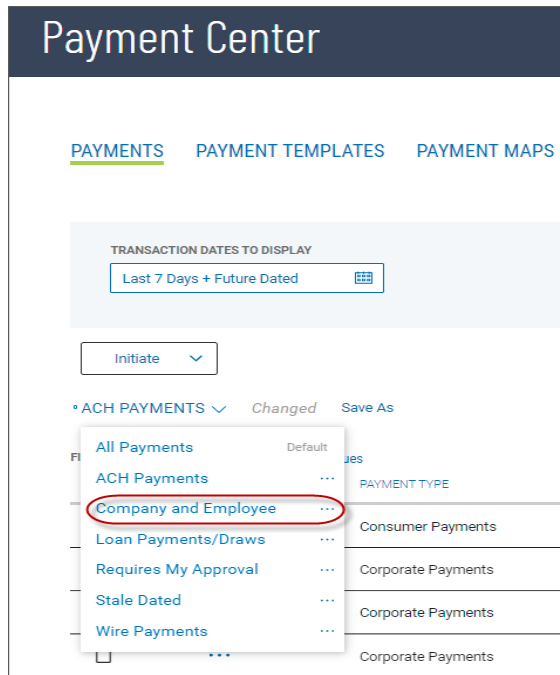 Payment Center
PAYMENTS PAYMENT TEMPLATES PAYMENT MAPS
TRANSACTION DATES TO DISPLAY
Last 7 Days + Future Dated
Initiate
ACH PAYMENTS Changed Save As
All Payments Default
ACH Payments ...
PAYMENT TYPE
Company and Employee ...
Consumer Payments
Loan Payments/Draws ...
Requires My Approval ...
Corporate Payments
Stale Dated ...
Corporate Payments
Wire Payments ...
... Corporate Payments